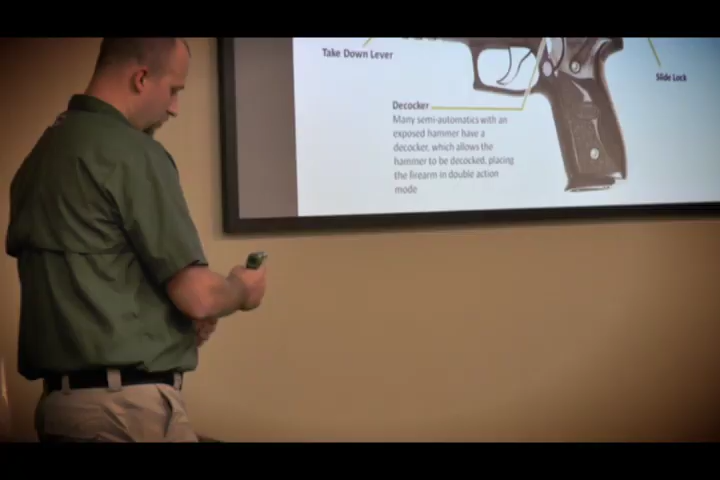 Take Down Lever
Slide Lock
Decocker
Many semi-automatics with an
exposed hammer have a
decocker, which allows the
hammer to be decocked, placing
the firearm in double action
mode